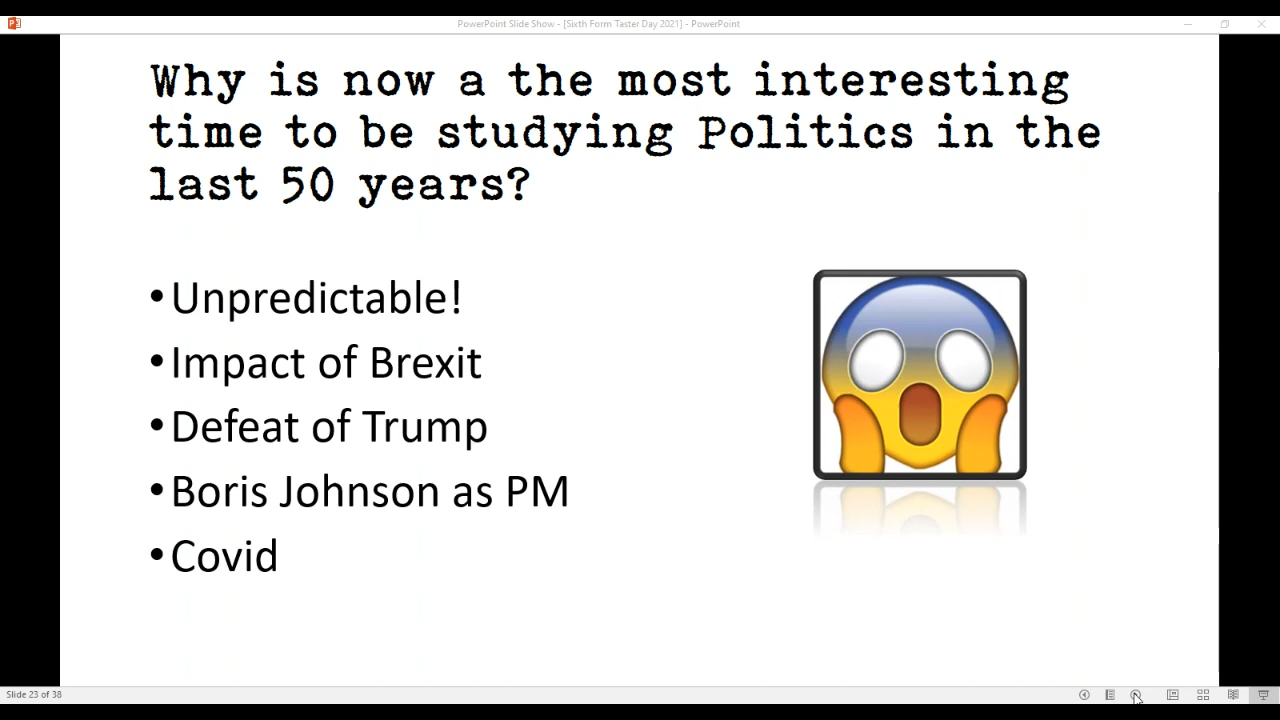 PowerPoint Slide Show - [Sixth Form Taster Day 2021] - PowerPoint
Why is now a the most interesting
time to be studying Politics in the
last 50 years?
•Unpredictable!
•Impact of Brexit
•Defeat of Trump
•Boris Johnson as PM
•Covid
Slide 23 of 38